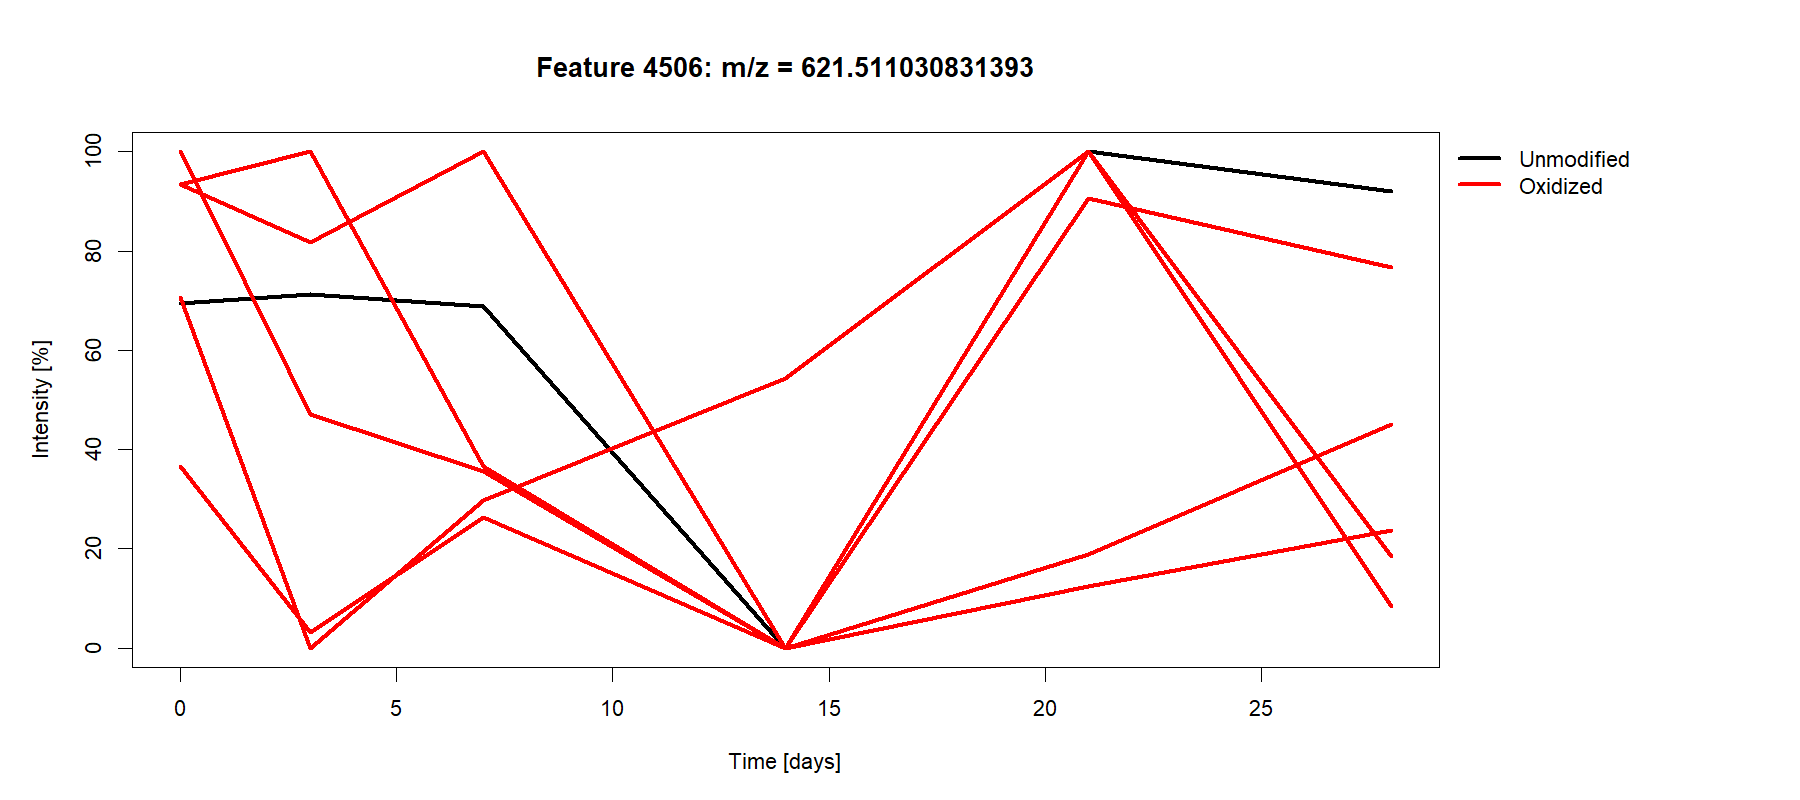 Feature 4506: m/z = 621.511030831393
100
80
60
40
20
0
Intensity [%]
0 5 10 15 20 25
Time [days]
Unmodified
Oxidized